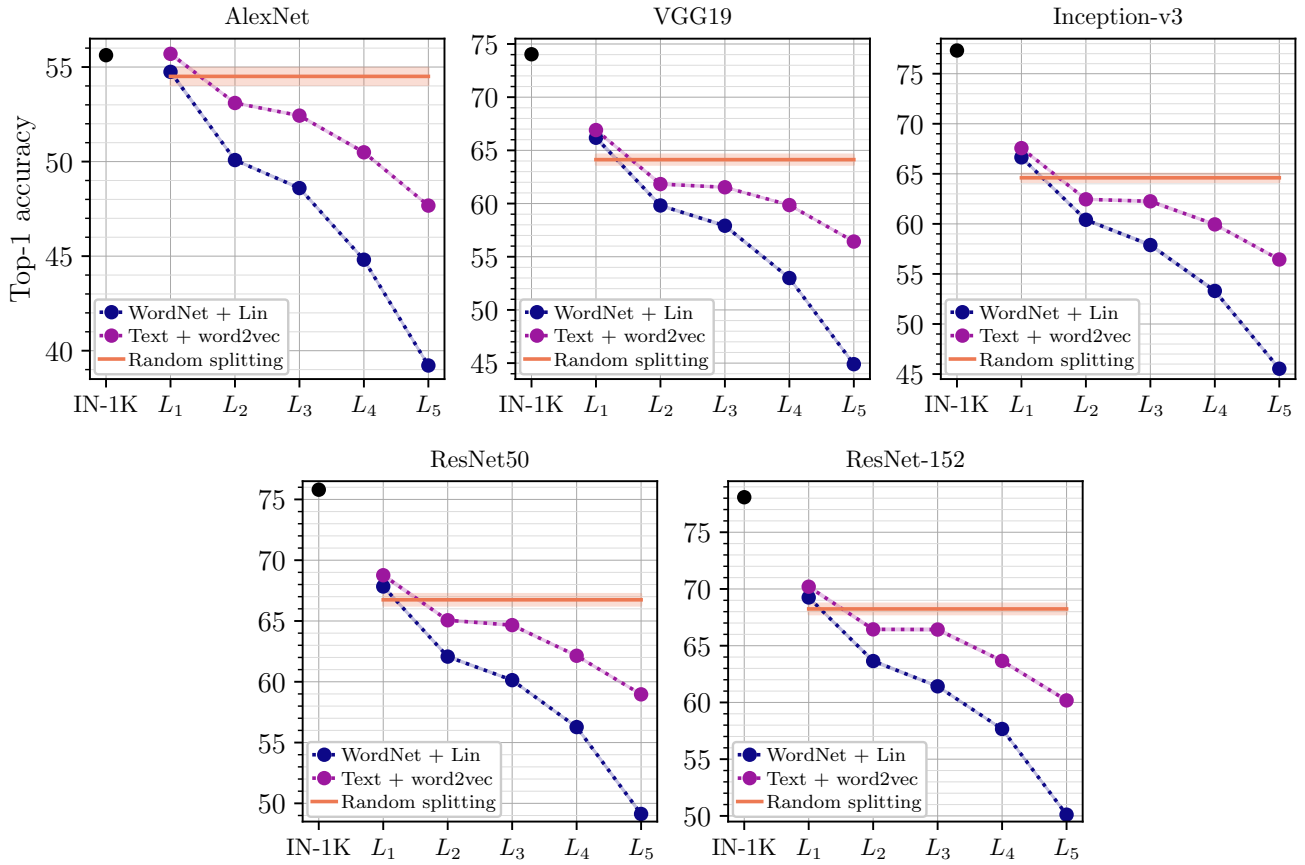 AlexNet
VGG19
Inception-v3
Top-1 accuracy
55
50
45
40
WordNet + Lin
Text + word2vec
Random splitting
IN-1K L₁ L₂ L₃ L₄ L₅
75
70
65
60
55
50
45
WordNet + Lin
Text + word2vec
Random splitting
IN-1K L₁ L₂ L₃ L₄ L₅
75
70
65
60
55
50
45
WordNet + Lin
Text + word2vec
Random splitting
IN-1K L₁ L₂ L₃ L₄ L₅
ResNet50
ResNet-152
75
70
65
60
55
50
WordNet + Lin
Text + word2vec
Random splitting
IN-1K L₁ L₂ L₃ L₄ L₅
75
70
65
60
55
50
WordNet + Lin
Text + word2vec
Random splitting
IN-1K L₁ L₂ L₃ L₄ L₅